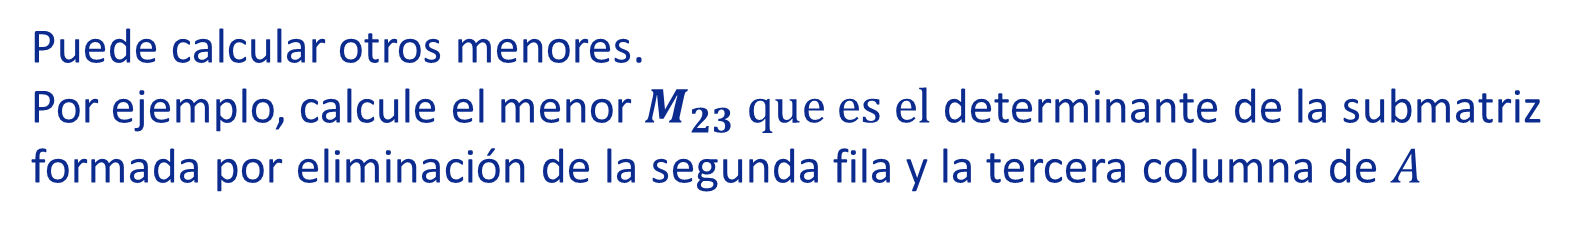 Puede calcular otros menores.
Por ejemplo, calcule el menor M₂₃ que es el determinante de la submatriz
formada por eliminación de la segunda fila y la tercera columna de A